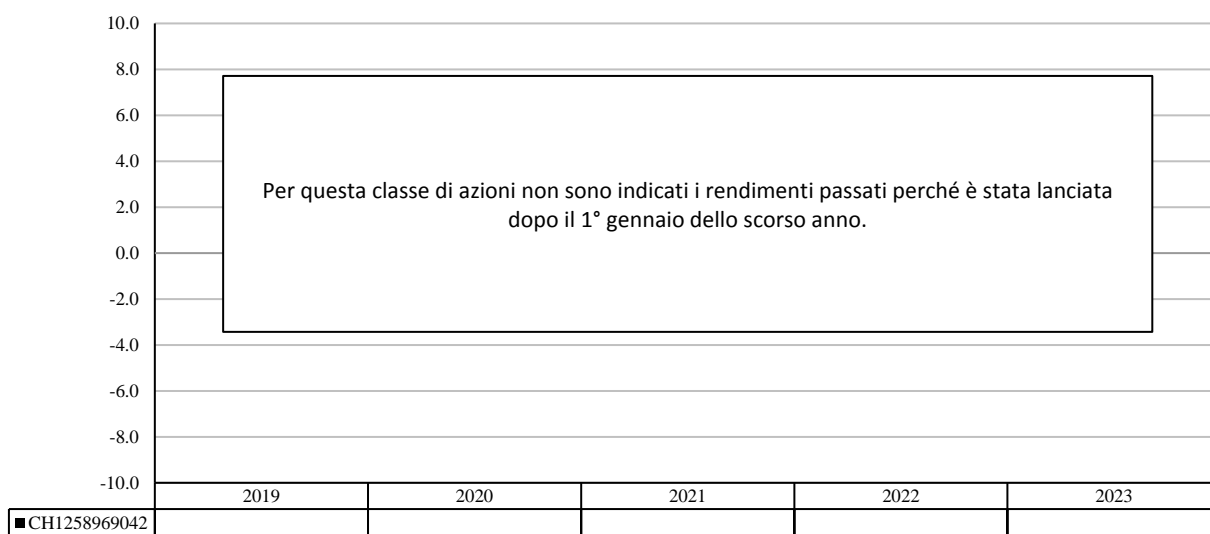 10.0
8.0
6.0
4.0
2.0
0.0
-2.0
-4.0
-6.0
-8.0
-10.0
Per questa classe di azioni non sono indicati i rendimenti passati perché è stata lanciata
dopo il 1° gennaio dello scorso anno.
2019 2020 2021 2022 2023
CH1258969042